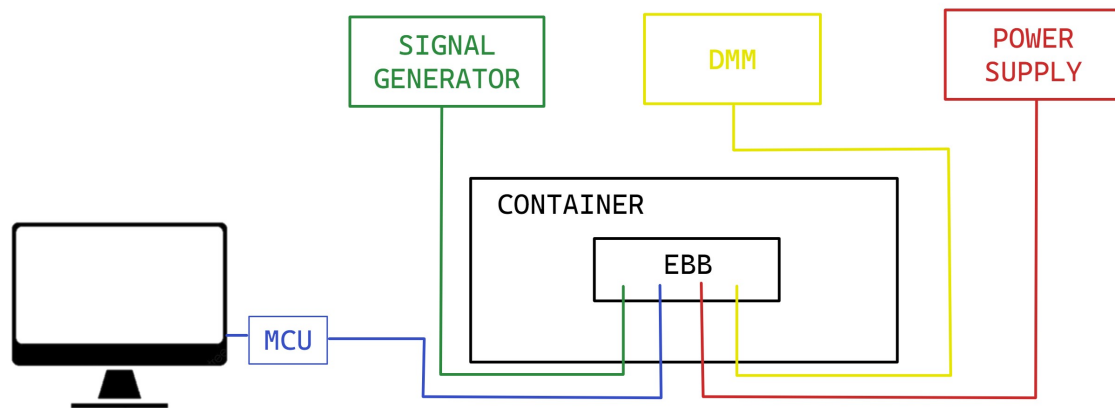 SIGNAL
GENERATOR
DMM
POWER
SUPPLY
CONTAINER
EBB
MCU